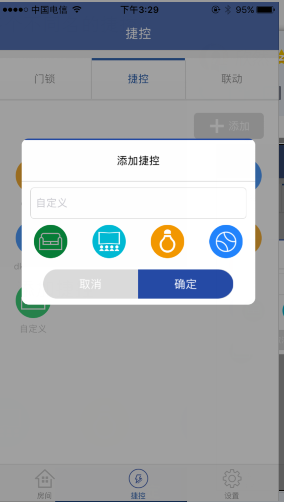 中国电信 下午3:29 95%
捷控
门锁 捷控 联动
添加
添加捷控
自定义
取消 确定
自定义
房间 捷控 设置